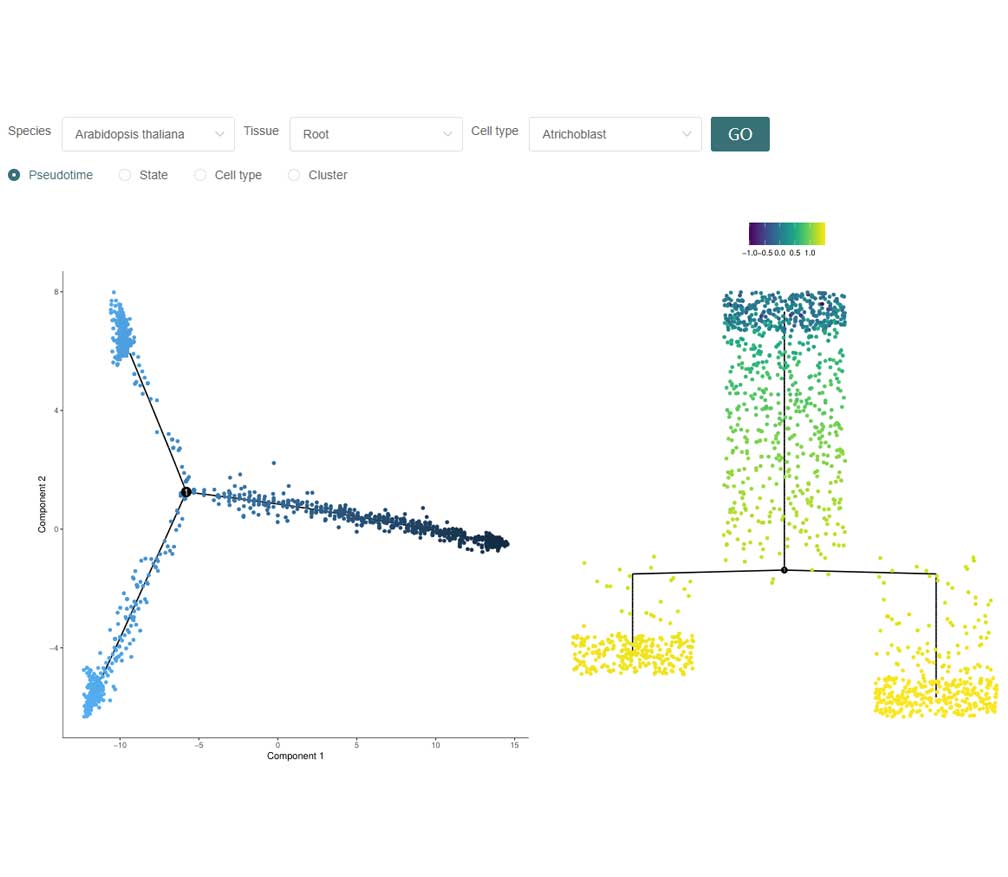 Species Arabidopsis thaliana Tissue Root Cell type Atrichoblast GO
Pseudotime State Cell type Cluster
−1.0−0.5 0.0 0.5 1.0
8
4
0
−4
Component 2
1
−10 −5 0 5 10 15
Component 1